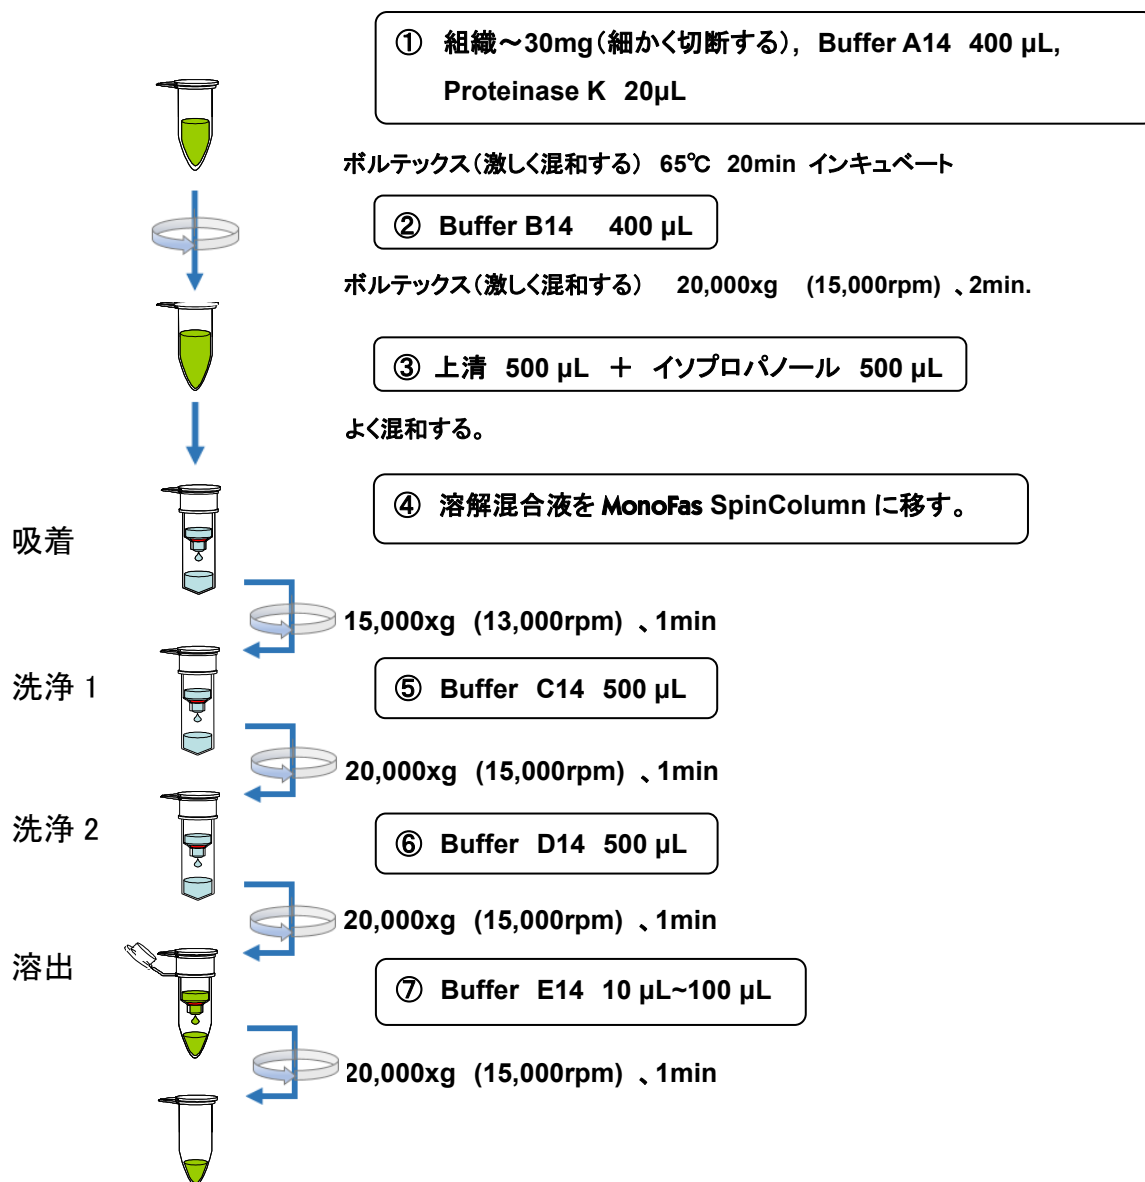 ① 組織～30mg（細かく切断する）, Buffer A14 400 µL,
Proteinase K 20µL
ボルテックス（激しく混和する） 65℃ 20min インキュベート
② Buffer B14 400 µL
ボルテックス（激しく混和する） 20,000xg (15,000rpm) 、2min.
③ 上清 500 µL ＋ イソプロパノール 500 µL
よく混和する。
④ 溶解混合液を MonoFas SpinColumn に移す。
吸着
15,000xg (13,000rpm) 、1min
洗浄 1
⑤ Buffer C14 500 µL
20,000xg (15,000rpm) 、1min
洗浄 2
⑥ Buffer D14 500 µL
20,000xg (15,000rpm) 、1min
溶出
⑦ Buffer E14 10 µL~100 µL
20,000xg (15,000rpm) 、1min